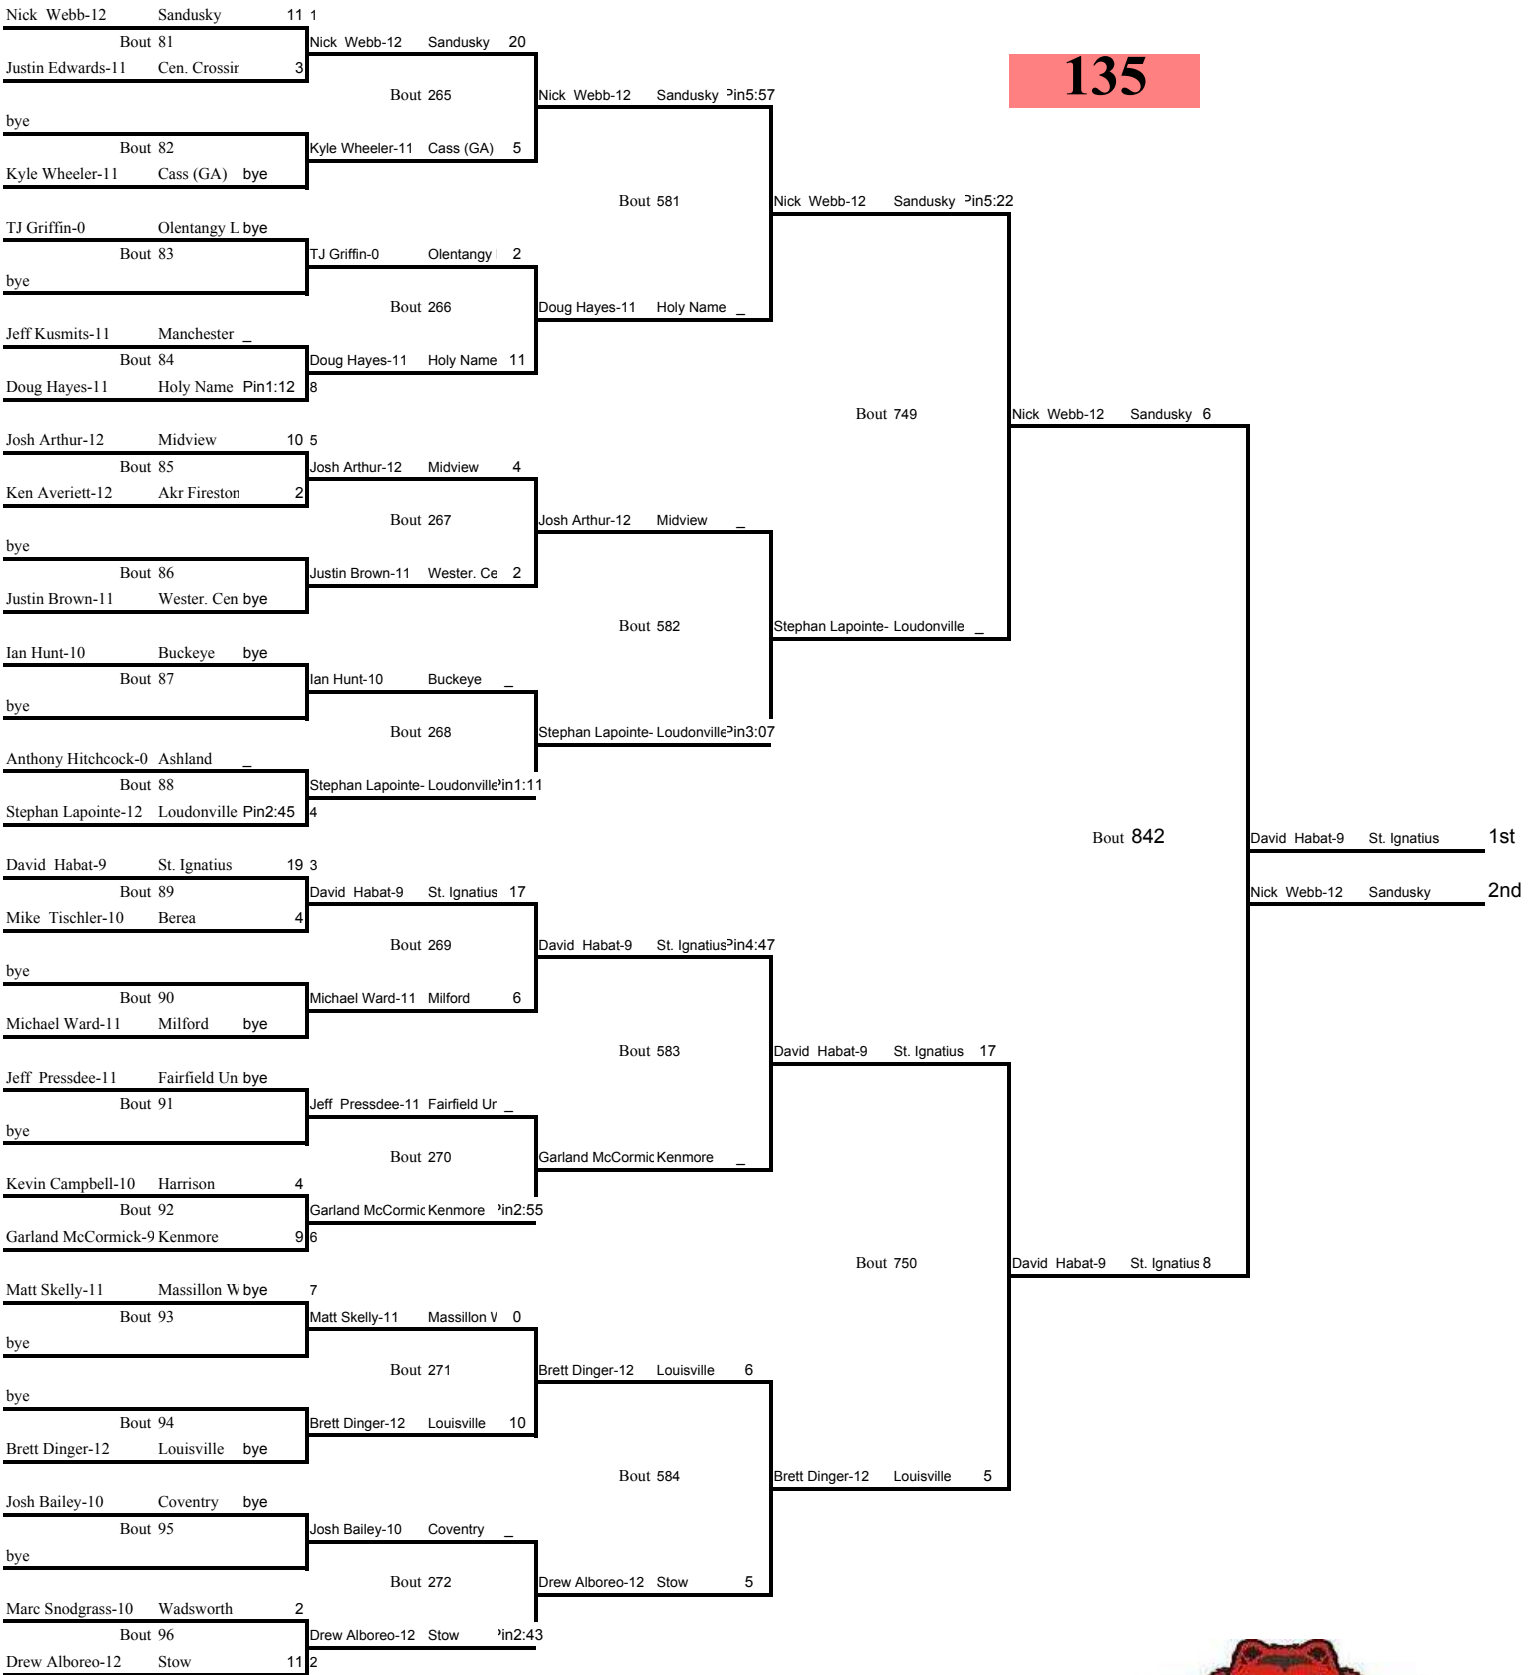 Nick Webb-12 Sandusky 11 1
Bout 81 Nick Webb-12 Sandusky 20
135
Justin Edwards-11 Cen. Crossin 3
Bout 265 Nick Webb-12 Sandusky Pin5:57
bye
Bout 82 Kyle Wheeler-11 Cass (GA) 5
Kyle Wheeler-11 Cass (GA) bye
Bout 581 Nick Webb-12 Sandusky Pin5:22
TJ Griffin-0 Olentangy L bye
Bout 83 TJ Griffin-0 Olentangy 2
bye
Bout 266 Doug Hayes-11 Holy Name _
Jeff Kusmits-11 Manchester _
Bout 84 Doug Hayes-11 Holy Name 11
Doug Hayes-11 Holy Name Pin1:12 8
Bout 749 Nick Webb-12 Sandusky 6
Josh Arthur-12 Midview 10 5
Bout 85 Josh Arthur-12 Midview 4
Ken Averiett-12 Akr Fireston 2
Bout 267 Josh Arthur-12 Midview _
bye
Bout 86 Justin Brown-11 Wester. Ce 2
Justin Brown-11 Wester. Cen bye
Bout 582 Stephan Lapointe- Loudonville _
Ian Hunt-10 Buckeye bye
Bout 87 Ian Hunt-10 Buckeye _
bye
Bout 268 Stephan Lapointe- Loudonville Pin3:07
Anthony Hitchcock-0 Ashland _
Bout 88 Stephan Lapointe- Loudonville Pin1:11
Stephan Lapointe-12 Loudonville Pin2:45 4
Bout 842 David Habat-9 St. Ignatius 1st
David Habat-9 St. Ignatius 19 3
Bout 89 David Habat-9 St. Ignatius 17
Nick Webb-12 Sandusky 2nd
Mike Tischler-10 Berea 4
Bout 269 David Habat-9 St. Ignatius Pin4:47
bye
Bout 90 Michael Ward-11 Milford 6
Michael Ward-11 Milford bye
Bout 583 David Habat-9 St. Ignatius 17
Jeff Pressdee-11 Fairfield Un bye
Bout 91 Jeff Pressdee-11 Fairfield Un _
bye
Bout 270 Garland McCormic Kenmore _
Kevin Campbell-10 Harrison 4
Bout 92 Garland McCormic Kenmore Pin2:55
Garland McCormick-9 Kenmore 9 6
Bout 750 David Habat-9 St. Ignatius 8
Matt Skelly-11 Massillon W bye 7
Bout 93 Matt Skelly-11 Massillon W 0
bye
Bout 271 Brett Dinger-12 Louisville 6
bye
Bout 94 Brett Dinger-12 Louisville 10
Brett Dinger-12 Louisville bye
Bout 584 Brett Dinger-12 Louisville 5
Josh Bailey-10 Coventry bye
Bout 95 Josh Bailey-10 Coventry _
bye
Bout 272 Drew Alboreo-12 Stow 5
Marc Snodgrass-10 Wadsworth 2
Bout 96 Drew Alboreo-12 Stow Pin2:43
Drew Alboreo-12 Stow 11 2